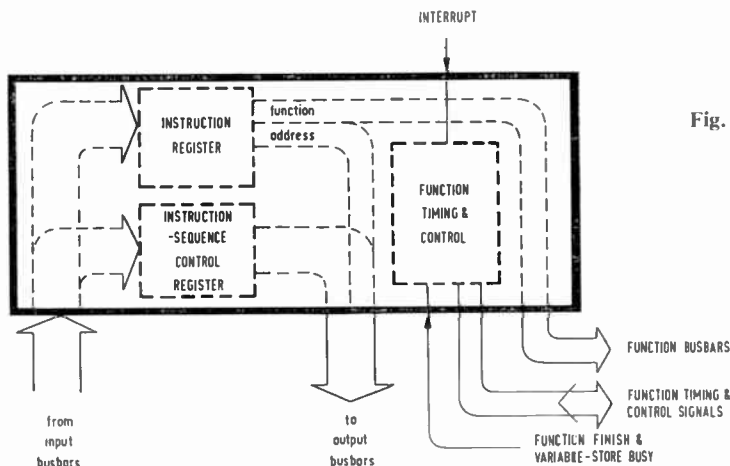 INTERRUPT
Fig.
INSTRUCTION
REGISTER
function
address
FUNCTION
TIMING &
CONTROL
INSTRUCTION
-SEQUENCE
CONTROL
REGISTER
FUNCTION BUSBARS
FUNCTION TIMING &
CONTROL SIGNALS
FUNCTION FINISH &
VARIABLE-STORE BUSY
from
input
busbars
to
output
busbars